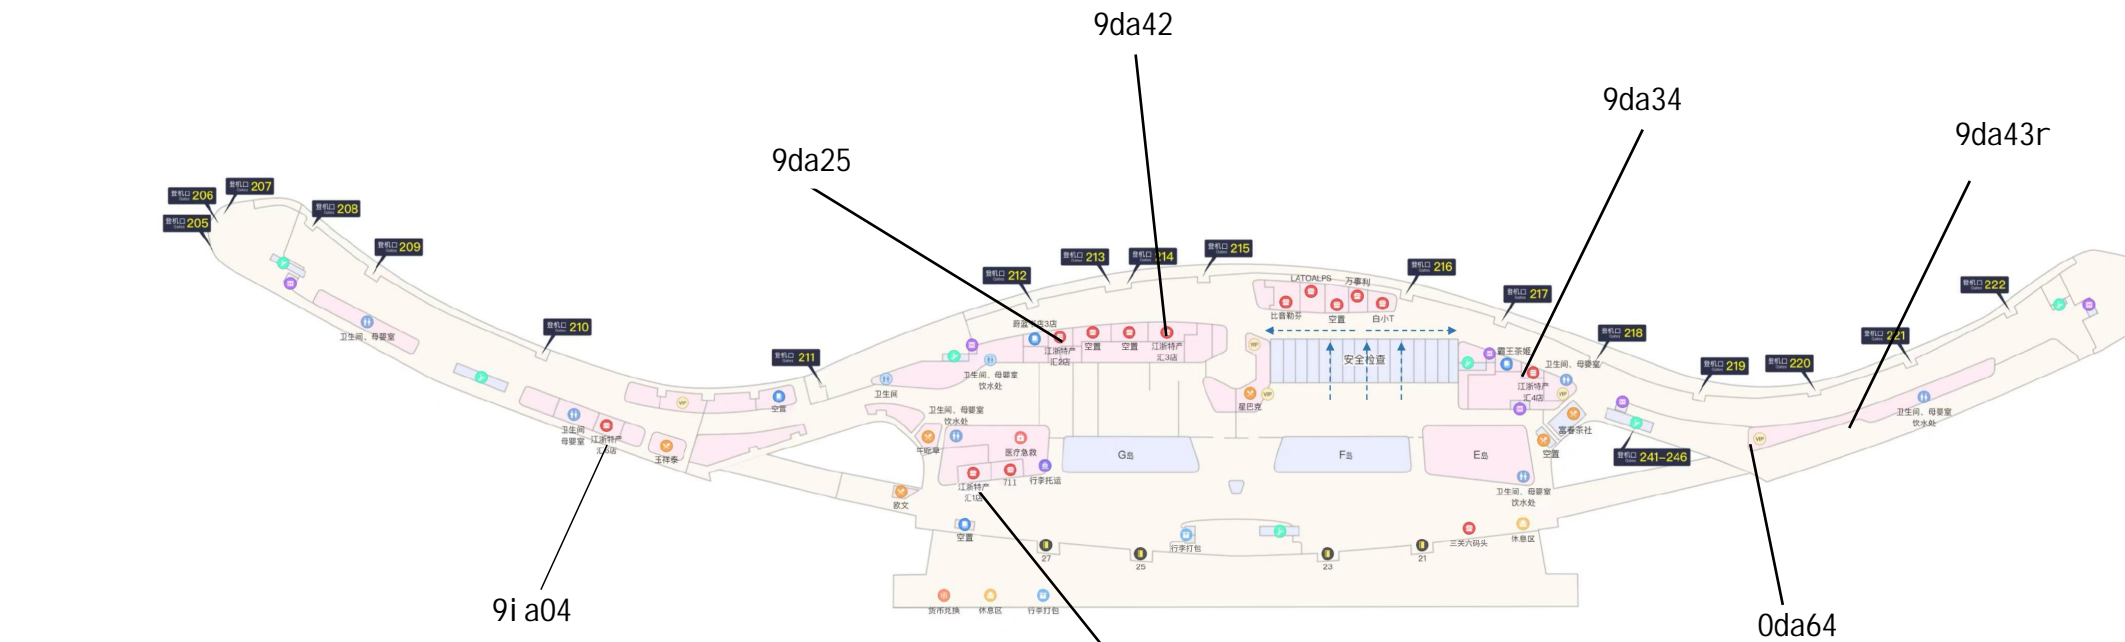 9da42
9da34
9da43r
9da25
登机口 206
登机口 207
登机口 205
登机口 208
登机口 209
登机口 210
登机口 211
登机口 212
登机口 213
登机口 214
登机口 215
登机口 216
登机口 217
登机口 218
登机口 219
登机口 220
登机口 221
登机口 222
登机口 241-246
LATOALPS
万事利
比音勒芬
空置
白小T
江浙特产
汇2店
空置
空置
江浙特产
汇3店
安全检查
霸王茶姬
卫生间、母婴室
江浙特产
汇4店
卫生间、母婴室
卫生间、母婴室
饮水处
卫生间
空置
VIP
VIP
VIP
VIP
VIP
星巴克
富春茶社
空置
卫生间、母婴室
饮水处
卫生间
母婴室
江浙特产
玉祥泰
卫生间、母婴室
饮水处
医疗急救
G岛
F岛
E岛
江浙特产
汇1店
711
行李托运
卫生间、母婴室
饮水处
欧文
空置
行李打包
三关六码头
休息区
27
25
23
21
货币兑换
休息区
行李打包
9ia04
0da64